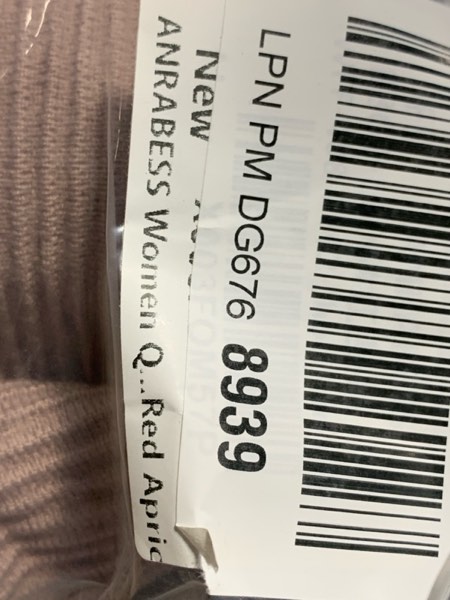 LPN PM DG676 8939
New
ANRABESS Women Q...Red Apric